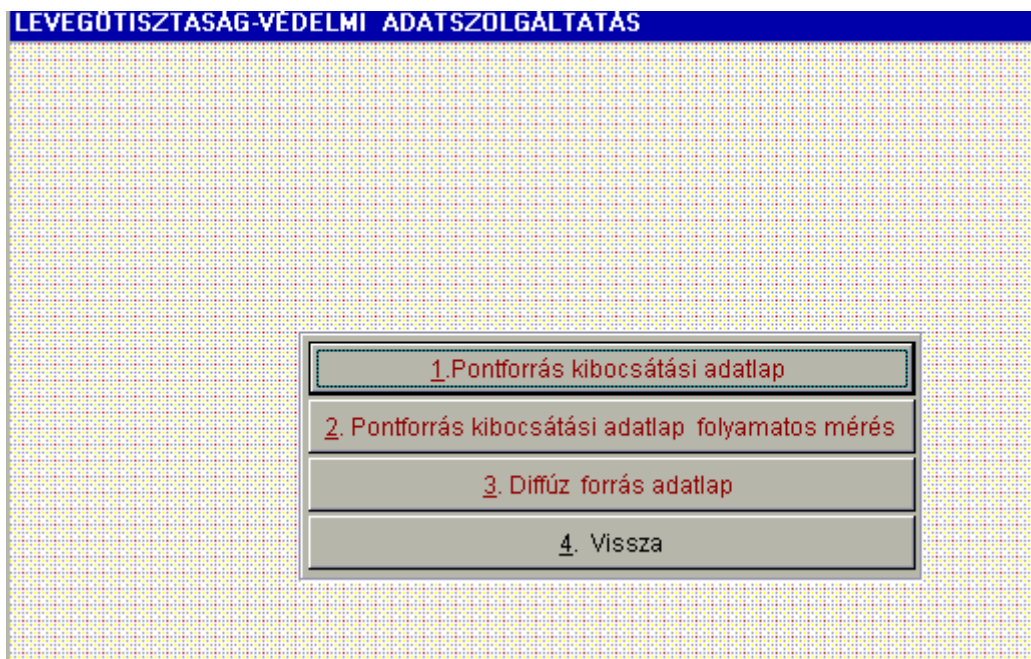 LEVEGŐTISZTASÁG-VÉDELMI ADATSZOLGÁLTATÁS
1.Pontforrás kibocsátási adatlap
2. Pontforrás kibocsátási adatlap folyamatos mérés
3. Diffúz forrás adatlap
4. Vissza